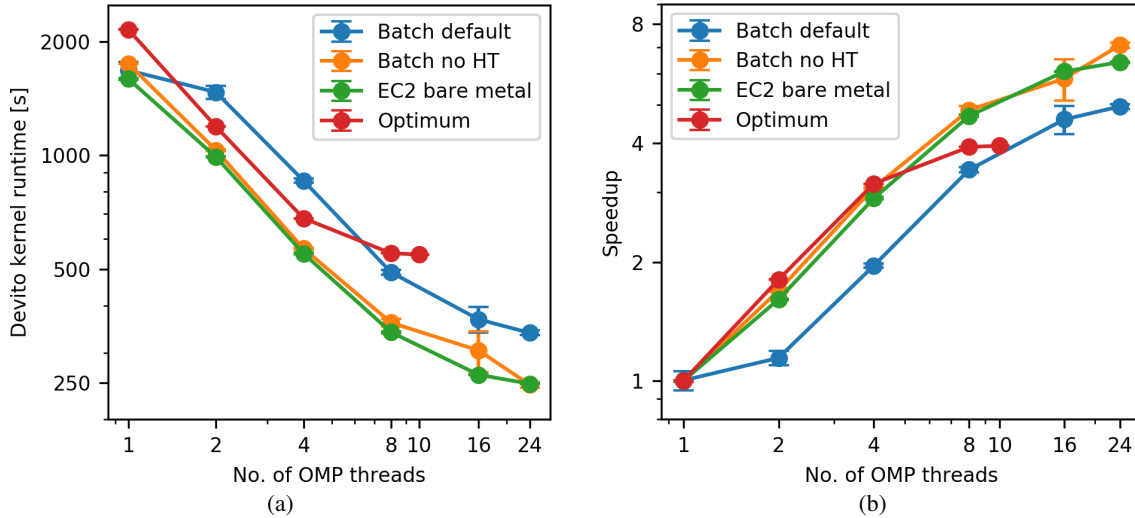 2000
1000
500
250
Devito kernel runtime [s]
Batch default
Batch no HT
EC2 bare metal
Optimum
1 2 4 8 10 16 24
No. of OMP threads
(a)
8
4
2
1
Speedup
Batch default
Batch no HT
EC2 bare metal
Optimum
1 2 4 8 10 16 24
No. of OMP threads
(b)